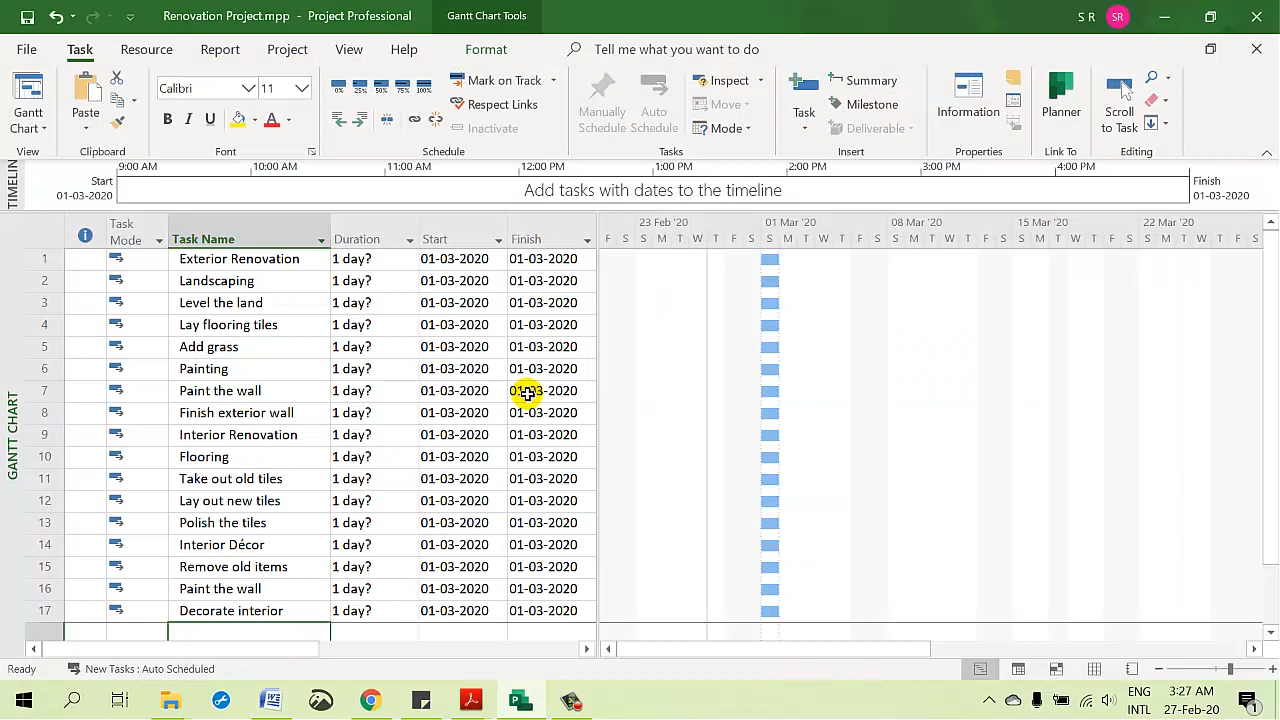 Renovation Project.mpp - Project Professional
Gantt Chart Tools
S R
SR
File Task Resource Report Project View Help Format Tell me what you want to do
Gantt Chart
View
Paste
Clipboard
Calibri 11
B I U A
Font
0% 25% 50% 75% 100%
Mark on Track
Respect Links
Inactivate
Schedule
Manually Schedule
Auto Schedule
Inspect
Move
Mode
Tasks
Task
Summary
Milestone
Deliverable
Insert
Information
Properties
Planner
Link To
Scroll to Task
Editing
TIMELIN
9:00 AM 10:00 AM 11:00 AM 12:00 PM 1:00 PM 2:00 PM 3:00 PM 4:00 PM
Start
01-03-2020
Add tasks with dates to the timeline
Finish
01-03-2020
GANTT CHART
Task Mode Task Name Duration Start Finish
23 Feb '20 01 Mar '20 08 Mar '20 15 Mar '20 22 Mar '20
F S S M T W T F S S M T W T F S S M T W T F S S M T W T F S S M T W T F S
1 Exterior Renovation 1 day? 01-03-2020 01-03-2020
2 Landscaping 1 day? 01-03-2020 01-03-2020
3 Level the land 1 day? 01-03-2020 01-03-2020
4 Lay flooring tiles 1 day? 01-03-2020 01-03-2020
5 Add grass 1 day? 01-03-2020 01-03-2020
6 Painting 1 day? 01-03-2020 01-03-2020
7 Paint the wall 1 day? 01-03-2020 01-03-2020
8 Finish exterior wall 1 day? 01-03-2020 01-03-2020
9 Interior Renovation 1 day? 01-03-2020 01-03-2020
10 Flooring 1 day? 01-03-2020 01-03-2020
11 Take out old tiles 1 day? 01-03-2020 01-03-2020
12 Lay out new tiles 1 day? 01-03-2020 01-03-2020
13 Polish the tiles 1 day? 01-03-2020 01-03-2020
14 Interior Décor 1 day? 01-03-2020 01-03-2020
15 Remove old items 1 day? 01-03-2020 01-03-2020
16 Paint the wall 1 day? 01-03-2020 01-03-2020
17 Decorate interior 1 day? 01-03-2020 01-03-2020
Ready New Tasks : Auto Scheduled
ENG 3:27 AM
INTL 27-Feb-20
1